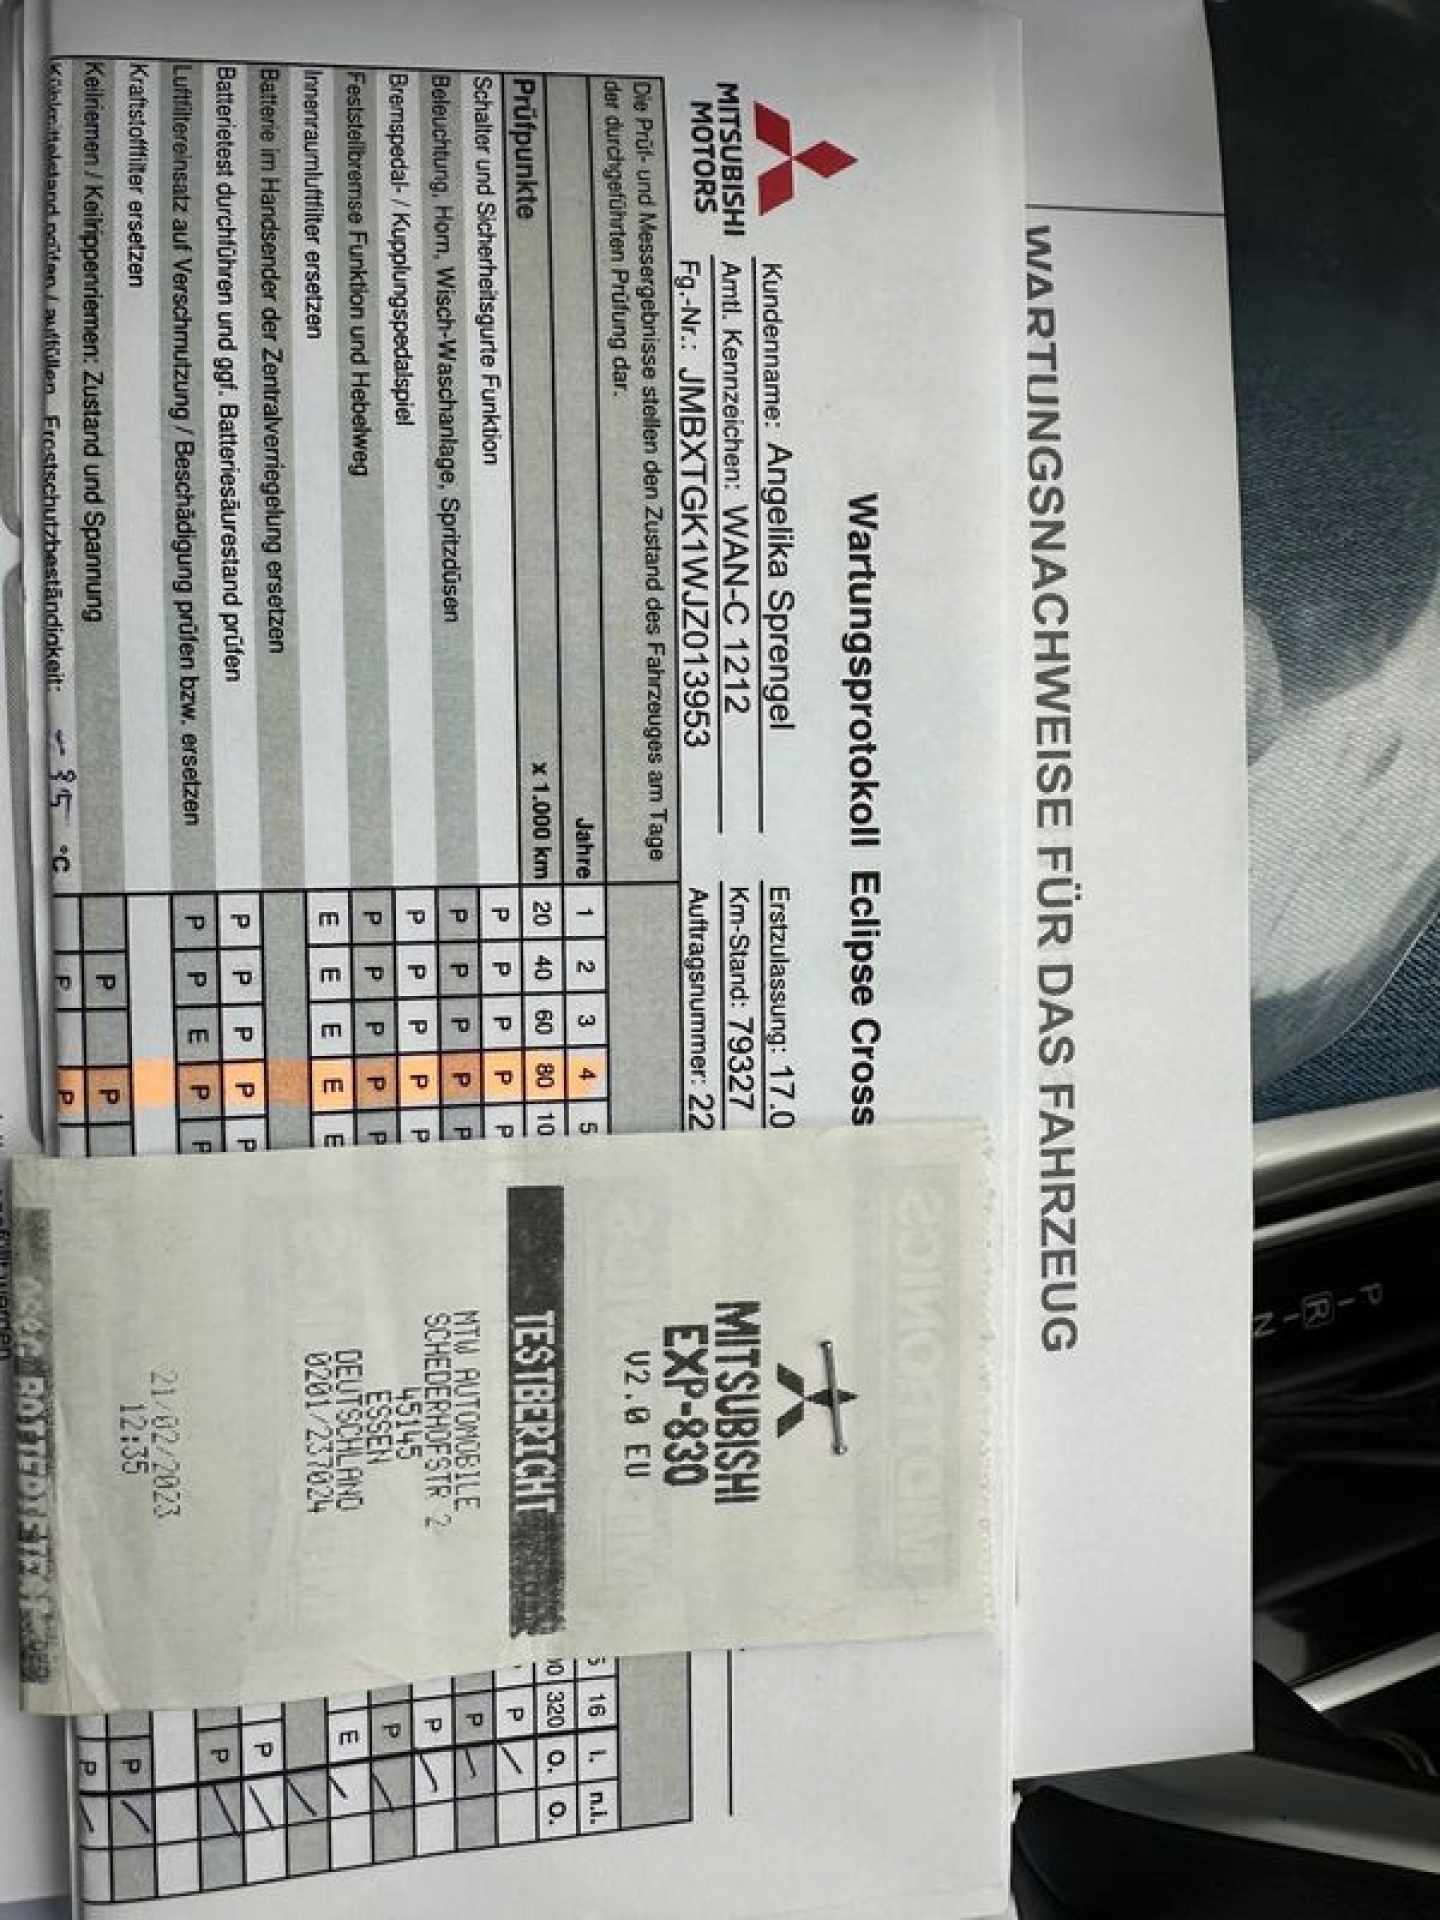 WARTUNGSNACHWEISE FÜR DAS FAHRZEUG
Wartungsprotokoll Eclipse Cross
MITSUBISHI
MOTORS
Kundenname: Angelika Sprengel
Erstzulassung: 17.0
Amtl. Kennzeichen: WAN-C 1212
Km-Stand: 79327
Fg.-Nr.: JMBXTGK1WJZ013953
Auftragsnummer: 22
Die Prüf- und Messergebnisse stellen den Zustand des Fahrzeuges am Tage
der durchgeführten Prüfung dar.
Jahre 1 2 3 4 5 16 i. n.i.
Prüfpunkte x 1.000 km 20 40 60 80 10 320 O. O.
Schalter und Sicherheitsgurte Funktion P P P P P P
Beleuchtung, Horn, Wisch-Waschanlage, Spritzdüsen P P P P P P
Bremspedal- / Kupplungspedalspiel P P P P P P
Feststellbremse Funktion und Hebelweg P P P P P P
Innenraumluftfilter ersetzen E E E E E E
Batterie im Handsender der Zentralverriegelung ersetzen
Batterietest durchführen und ggf. Batteriesäurestand prüfen P P P P P P
Luftfiltereinsatz auf Verschmutzung / Beschädigung prüfen bzw. ersetzen P P E P P P
Kraftstofffilter ersetzen
Keilriemen / Keilrippenriemen: Zustand und Spannung P P P
Kühlmittelstand prüfen / auffüllen, Frostschutzbeständigkeit: °C P P P
MITSUBISHI
EXP-830
V2.0 EU
TESTBERICHT
MTW AUTOMOBILE
SCHEDERHOFSTR 2
45145
ESSEN
DEUTSCHLAND
0201/237024
21/02/2023
12:35
P - R - N